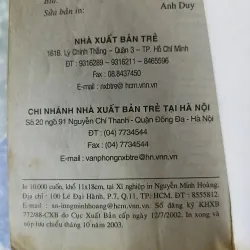 Bìa:
Sửa bản in:
Anh Duy
NHÀ XUẤT BẢN TRẺ
161B. Lý Chính Thắng - Quận 3 - TP. Hồ Chí Minh
ĐT : 9316289 - 9316211 - 8465596
Fax : 08.8437450
E-mail : nxbtre@hcm.vnn.vn
CHI NHÁNH NHÀ XUẤT BẢN TRẺ TẠI HÀ NỘI
Số 20 ngõ 91 Nguyễn Chí Thanh - Quận Đống Đa - Hà Nội
ĐT : (04) 7734544
Fax : (04) 7734544
E-mail : vanphongnxbtre@hn.vnn.vn
In 10.000 cuốn, khổ 11x18cm, tại Xí nghiệp in Nguyễn Minh Hoàng.
Địa chỉ : 100 Lê Đại Hành, P.7, Q.11, TP: HCM - ĐT : 8555812.
E-mail : xn-innguyenminhhoang@hcm.vnn.vn. Số đăng ký KHXB
772/88-CXB do Cục Xuất Bản cấp ngày 12/7/2002. In xong và nộp
lưu chiểu tháng 10 năm 2003.